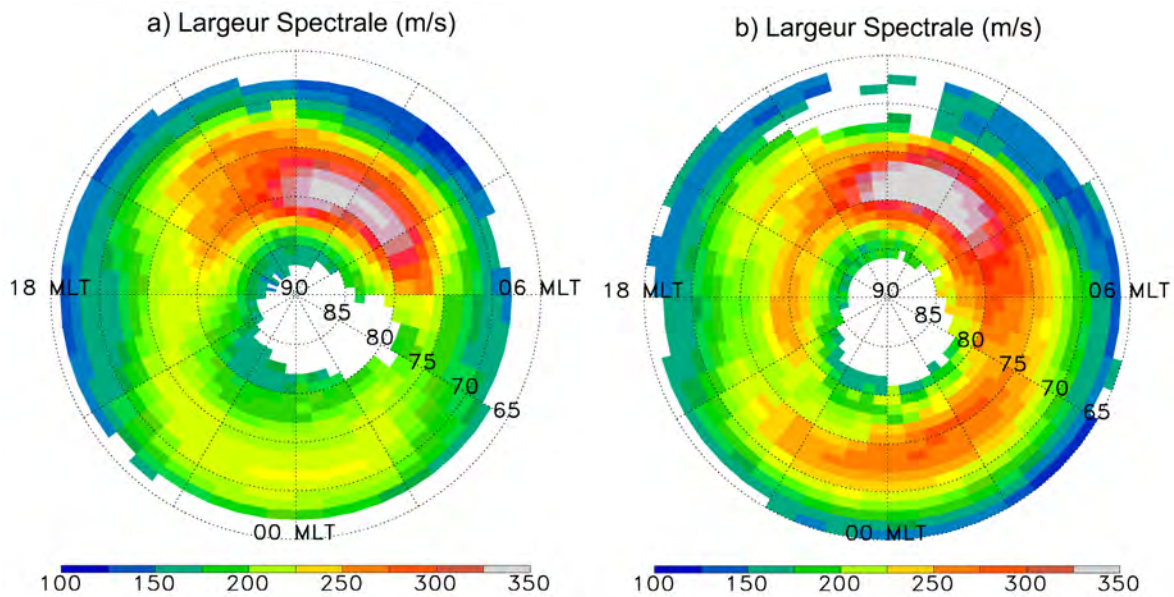 a) Largeur Spectrale (m/s)
b) Largeur Spectrale (m/s)
18 MLT
90
06 MLT
85
80
75
70
65
00 MLT
18 MLT
90
06 MLT
85
80
75
70
65
00 MLT
100 150 200 250 300 350
100 150 200 250 300 350